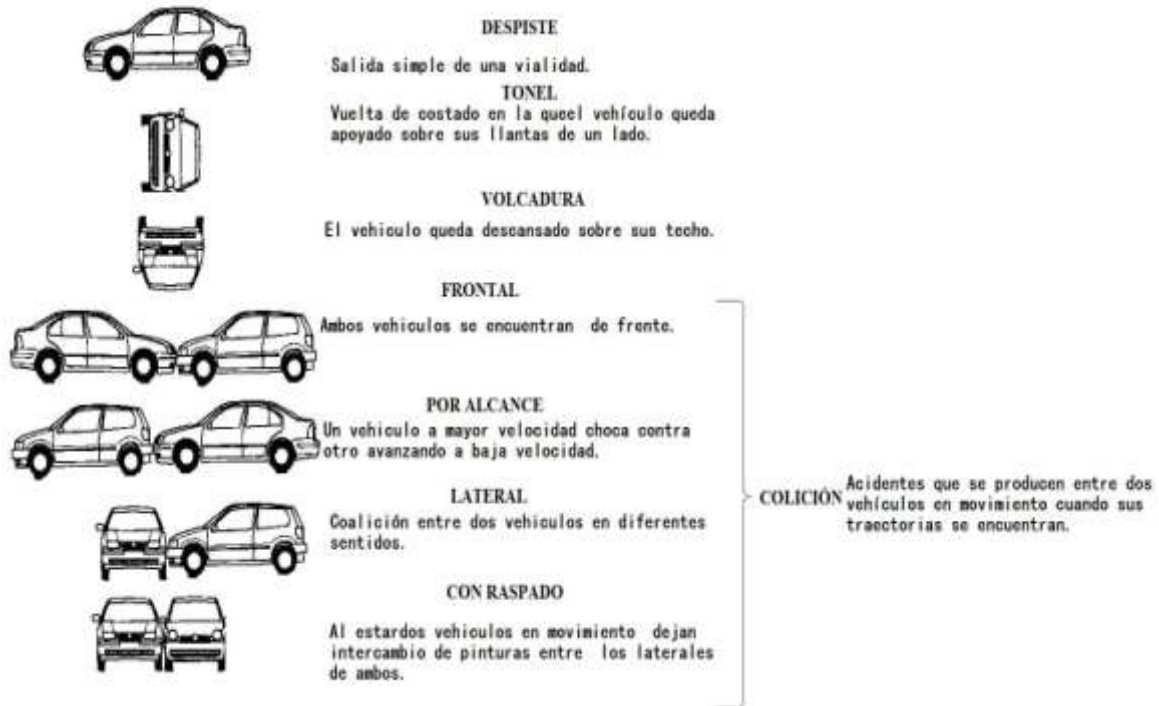 DESPISTE
Salida simple de una vialidad.
TONEL
Vuelta de costado en la queel vehículo queda
apoyado sobre sus llantas de un lado.
VOLCADURA
El vehiculo queda descansado sobre sus techo.
FRONTAL
Ambos vehiculos se encuentran de frente.
POR ALCANCE
Un vehiculo a mayor velocidad choca contra
otro avanzando a baja velocidad.
LATERAL
Coalición entre dos vehiculos en diferentes
sentidos.
CON RASPADO
Al estardos vehiculos en movimiento dejan
intercambio de pinturas entre los laterales
de ambos.
COLICIÓN
Acidentes que se producen entre dos
vehículos en movimiento cuando sus
traectorias se encuentran.